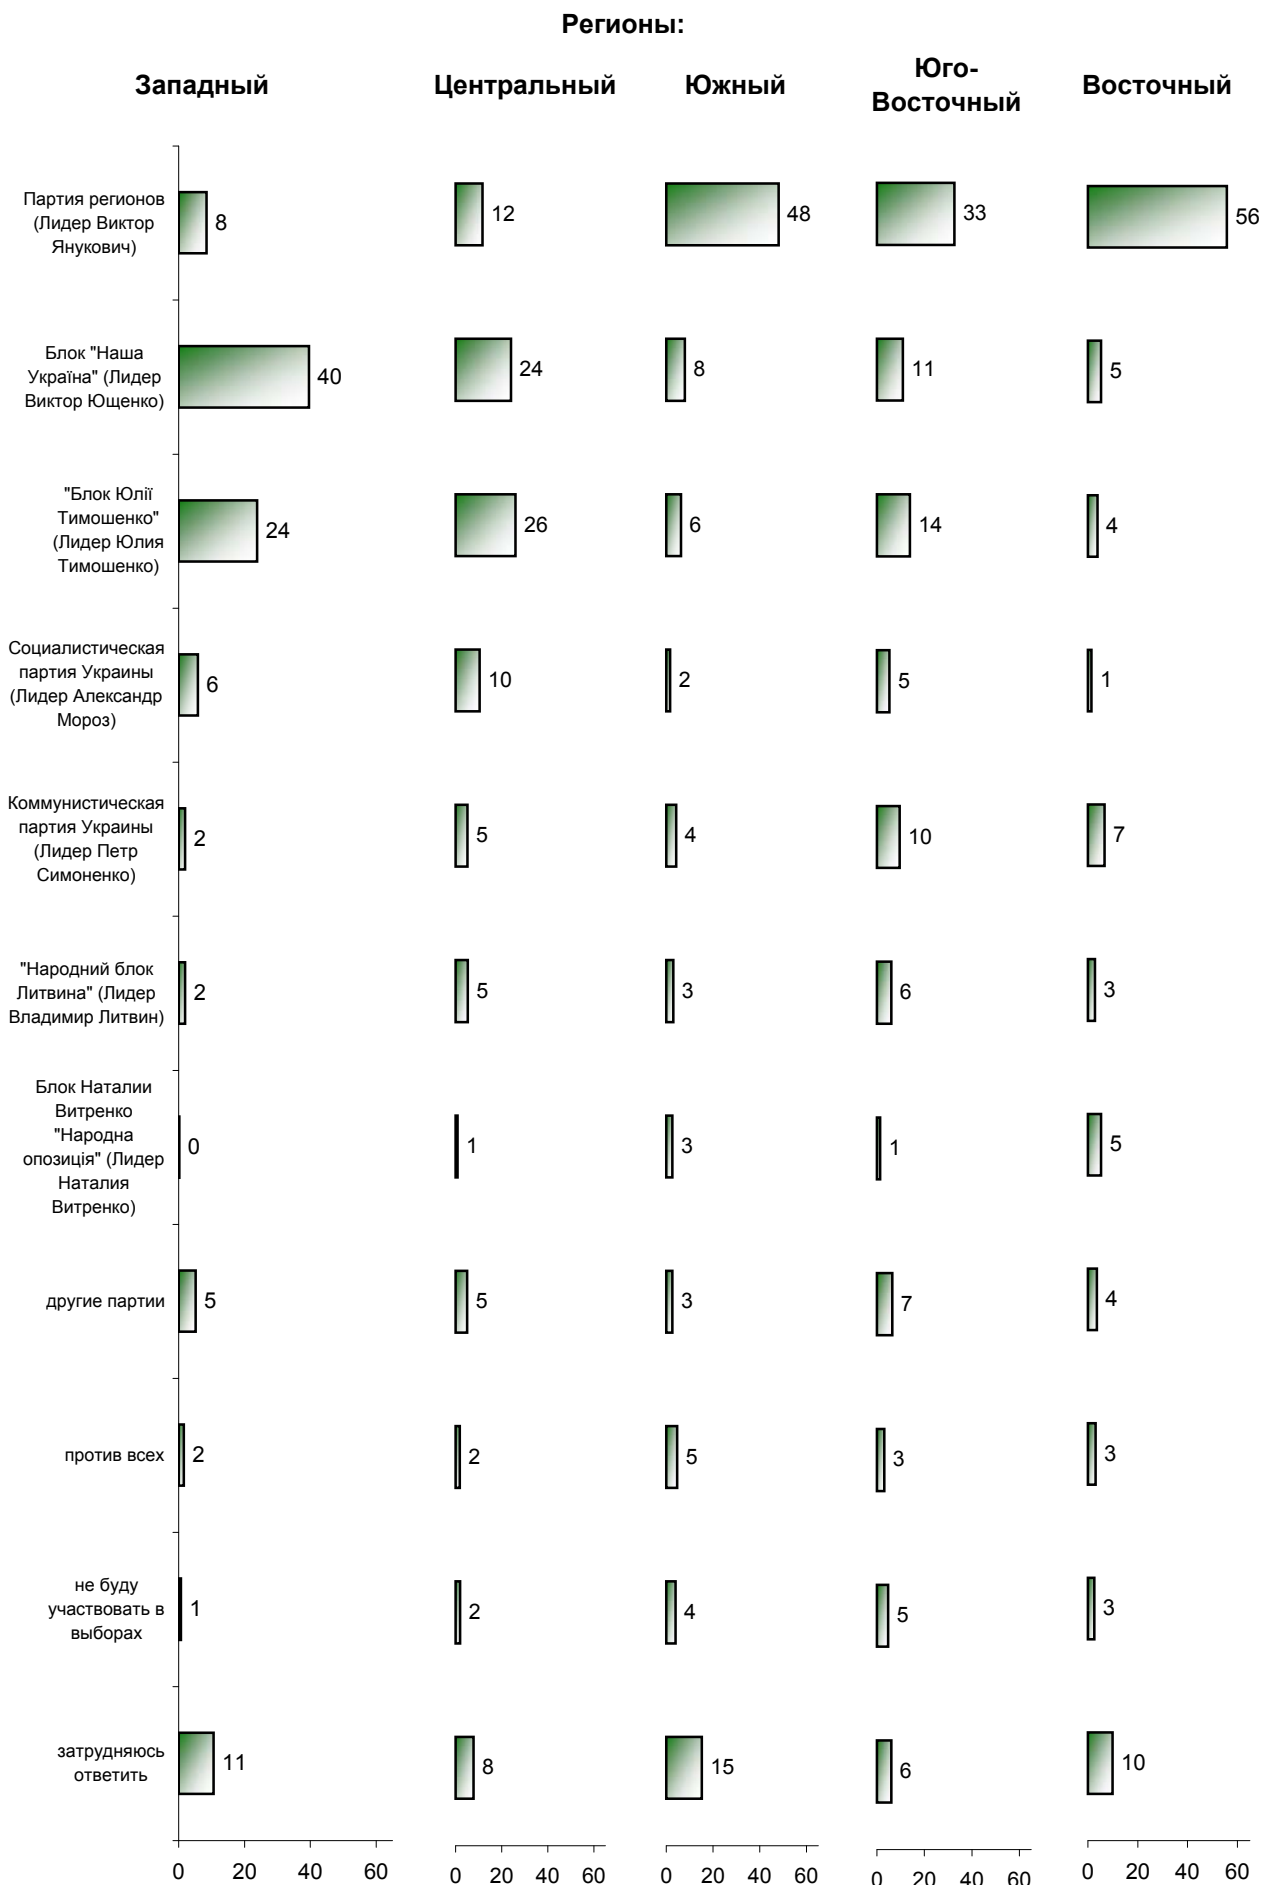 Регионы:
Западный
Центральный
Южный
Юго-
Восточный
Восточный
Партия регионов
(Лидер Виктор
Янукович)
8
12
48
33
56
Блок "Наша
Україна" (Лидер
Виктор Ющенко)
40
24
8
11
5
"Блок Юлії
Тимошенко"
(Лидер Юлия
Тимошенко)
24
26
6
14
4
Социалистическая
партия Украины
(Лидер Александр
Мороз)
6
10
2
5
1
Коммунистическая
партия Украины
(Лидер Петр
Симоненко)
2
5
4
10
7
"Народний блок
Литвина" (Лидер
Владимир Литвин)
2
5
3
6
3
Блок Наталии
Витренко
"Народна
опозиція" (Лидер
Наталия
Витренко)
0
1
3
1
5
другие партии
5
5
3
7
4
против всех
2
2
5
3
3
не буду
участвовать в
выборах
1
2
4
5
3
затрудняюсь
ответить
11
8
15
6
10
0 20 40 60
0 20 40 60
0 20 40 60
0 20 40 60
0 20 40 60